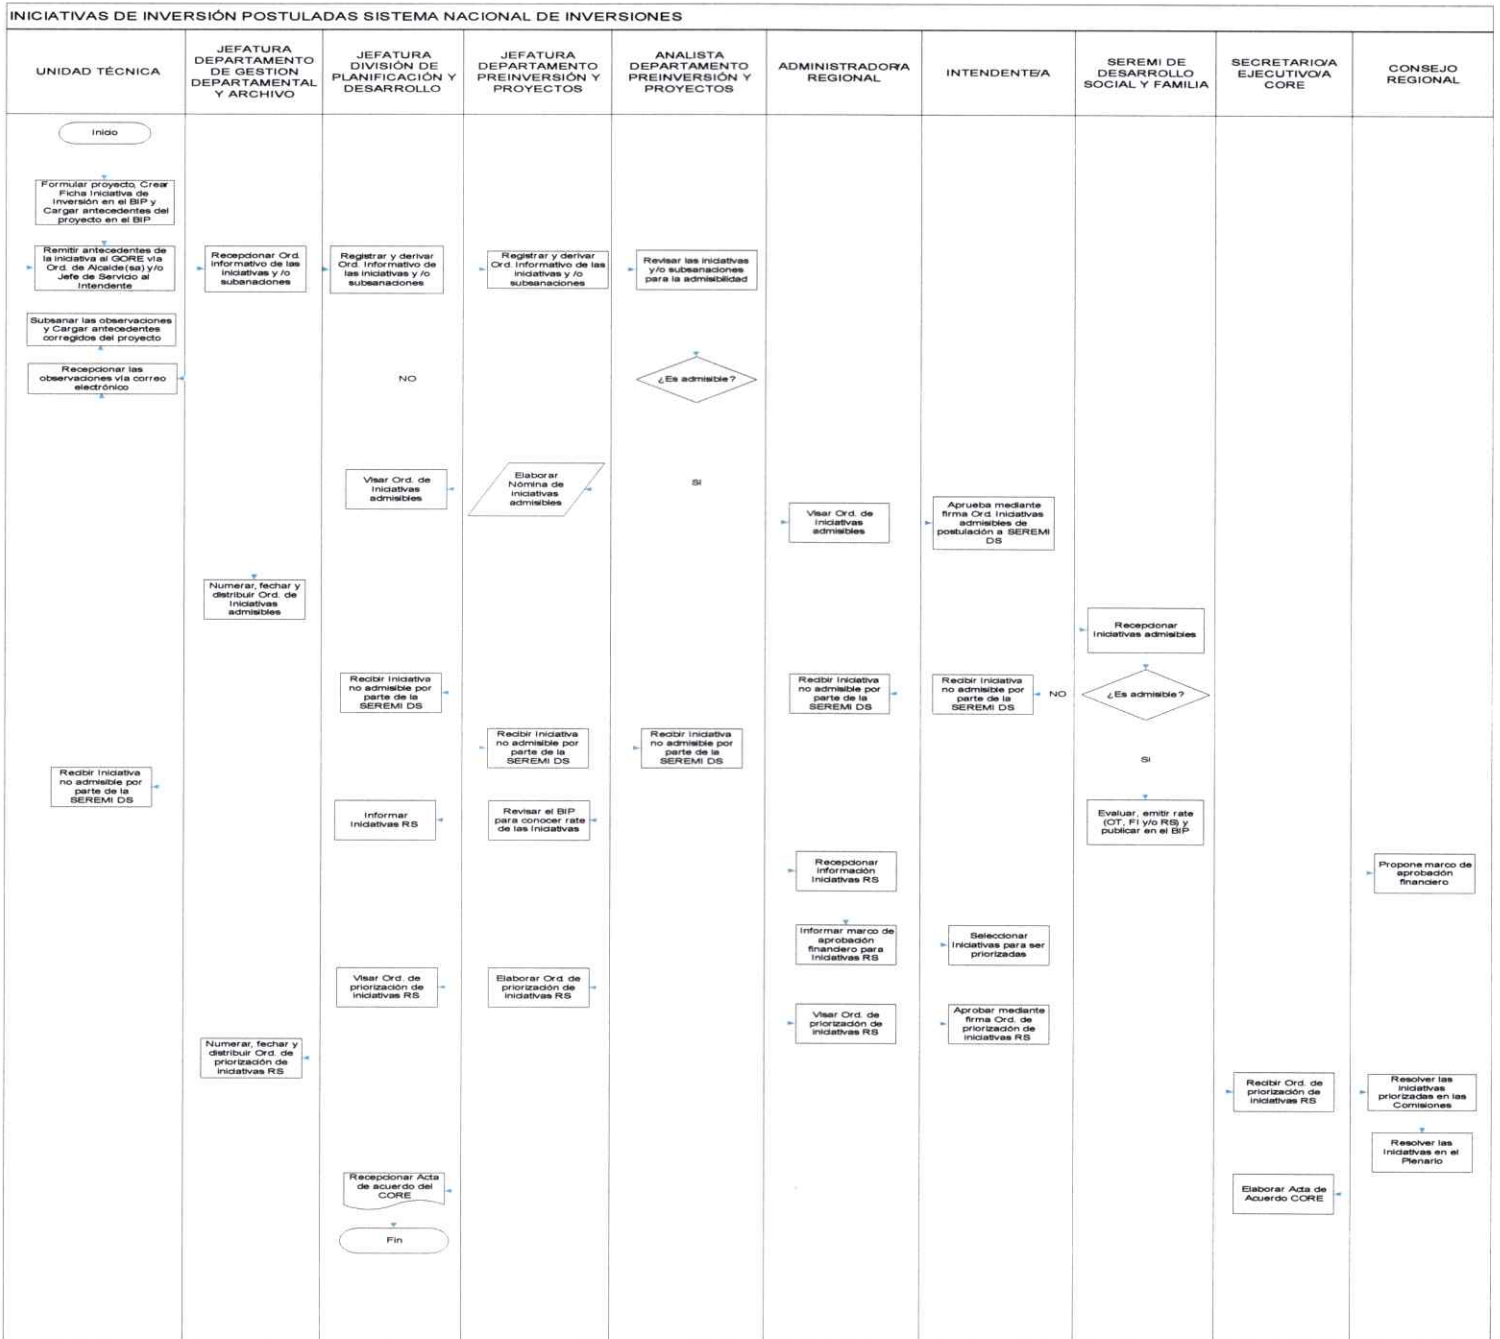 INICIATIVAS DE INVERSIÓN POSTULADAS SISTEMA NACIONAL DE INVERSIONES
UNIDAD TÉCNICA
JEFATURA
DEPARTAMENTO
DE GESTION
DEPARTAMENTAL
Y ARCHIVO
JEFATURA
DIVISIÓN DE
PLANIFICACIÓN Y
DESARROLLO
JEFATURA
DEPARTAMENTO
PREINVERSIÓN Y
PROYECTOS
ANALISTA
DEPARTAMENTO
PREINVERSIÓN Y
PROYECTOS
ADMINISTRADOR/A
REGIONAL
INTENDENTE/A
SEREMI DE
DESARROLLO
SOCIAL Y FAMILIA
SECRETARIO/A
EJECUTIVO/A
CORE
CONSEJO
REGIONAL
Inicio
Formular proyecto, Crear
Ficha Iniciativa de
Inversión en el BIP y
Cargar antecedentes del
proyecto en el BIP
Remitir antecedentes de
la iniciativa al GORE vía
Ord. de Alcalde(sa) y/o
Jefe de Servicio al
Intendente
Recepcionar Ord.
Informativo de las
iniciativas y /o
subanaciones
Registrar y derivar
Ord. Informativo de
las iniciativas y /o
subsanaciones
Registrar y derivar
Ord. Informativo de las
iniciativas y /o
subsanaciones
Revisar las iniciativas
y/o subsanaciones
para la admisibilidad
Subsanar las observaciones
y Cargar antecedentes
corregidos del proyecto
Recepcionar las
observaciones vía correo
electrónico
NO
¿Es admisible?
Visar Ord. de
Iniciativas
admisibles
Elaborar
Nómina de
iniciativas
admisibles
SI
Visar Ord. de
Iniciativas
admisibles
Aprueba mediante
firma Ord. Iniciativas
admisibles de
postulación a SEREMI
DS
Numerar, fechar y
distribuir Ord. de
Iniciativas
admisibles
Recepcionar
Iniciativas admisibles
Recibir Iniciativa
no admisible por
parte de la
SEREMI DS
Recibir Iniciativa
no admisible por
parte de la
SEREMI DS
Recibir Iniciativa
no admisible por
parte de la
SEREMI DS
NO
¿Es admisible?
Recibir Iniciativa
no admisible por
parte de la
SEREMI DS
Recibir Iniciativa
no admisible por
parte de la
SEREMI DS
SI
Recibir Iniciativa
no admisible por
parte de la
SEREMI DS
Informar
Iniciativas RS
Revisar el BIP
para conocer rate
de las Iniciativas
Evaluar, emitir rate
(OT, FI y/o RS) y
publicar en el BIP
Recepcionar
información
Iniciativas RS
Propone marco de
aprobación
financiero
Informar marco de
aprobación
financiero para
Iniciativas RS
Seleccionar
Iniciativas para ser
priorizadas
Visar Ord. de
priorización de
iniciativas RS
Elaborar Ord. de
priorización de
iniciativas RS
Visar Ord. de
priorización de
iniciativas RS
Aprobar mediante
firma Ord. de
priorización de
iniciativas RS
Numerar, fechar y
distribuir Ord. de
priorización de
iniciativas RS
Recibir Ord. de
priorización de
iniciativas RS
Resolver las
iniciativas
priorizadas en las
Comisiones
Resolver las
Iniciativas en el
Plenario
Recepcionar Acta
de acuerdo del
CORE
Elaborar Acta de
Acuerdo CORE
Fin